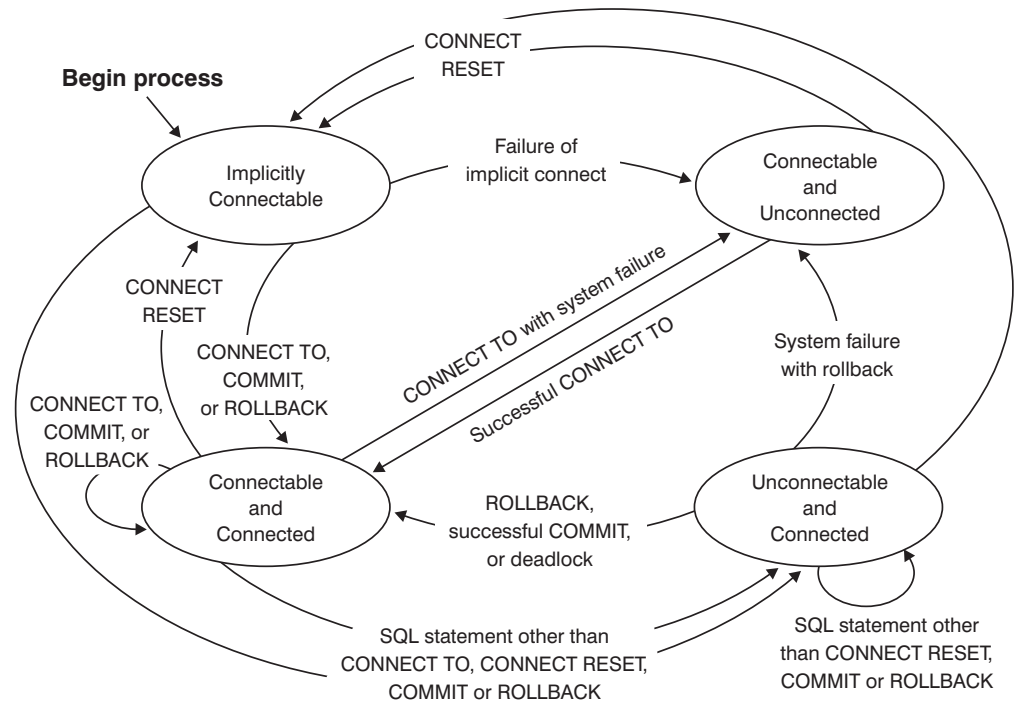 CONNECT
RESET
Begin process
Implicitly
Connectable
Failure of
implicit connect
Connectable
and
Unconnected
CONNECT
RESET
CONNECT TO,
COMMIT,
or ROLLBACK
CONNECT TO with system failure
Successful CONNECT TO
System failure
with rollback
CONNECT TO,
COMMIT, or
ROLLBACK
Connectable
and
Connected
ROLLBACK,
successful COMMIT,
or deadlock
Unconnectable
and
Connected
SQL statement other than
CONNECT TO, CONNECT RESET,
COMMIT or ROLLBACK
SQL statement other
than CONNECT RESET,
COMMIT or ROLLBACK